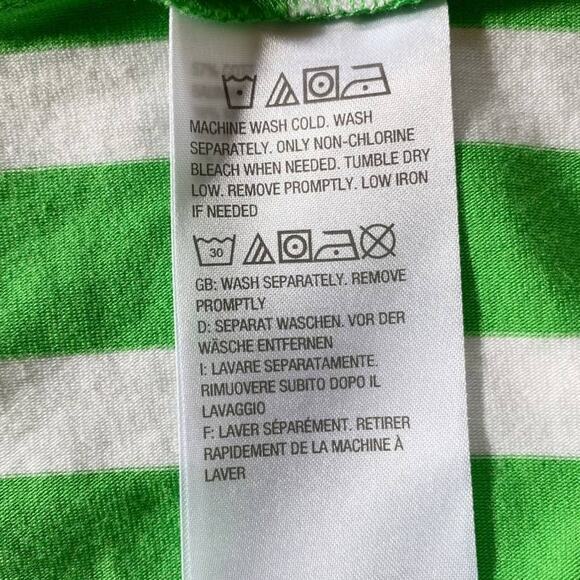 MACHINE WASH COLD. WASH
SEPARATELY. ONLY NON-CHLORINE
BLEACH WHEN NEEDED. TUMBLE DRY
LOW. REMOVE PROMPTLY. LOW IRON
IF NEEDED
30
GB: WASH SEPARATELY. REMOVE
PROMPTLY
D: SEPARAT WASCHEN. VOR DER
WÄSCHE ENTFERNEN
I: LAVARE SEPARATAMENTE.
RIMUOVERE SUBITO DOPO IL
LAVAGGIO
F: LAVER SÉPARÉMENT. RETIRER
RAPIDEMENT DE LA MACHINE À
LAVER